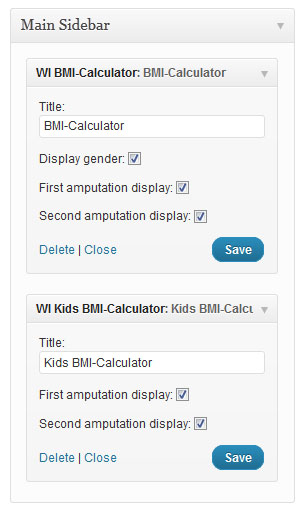 Main Sidebar
WI BMI-Calculator: BMI-Calculator
Title:
BMI-Calculator
Display gender:
First amputation display:
Second amputation display:
Delete | Close
Save
WI Kids BMI-Calculator: Kids BMI-Calcu
Title:
Kids BMI-Calculator
First amputation display:
Second amputation display:
Delete | Close
Save